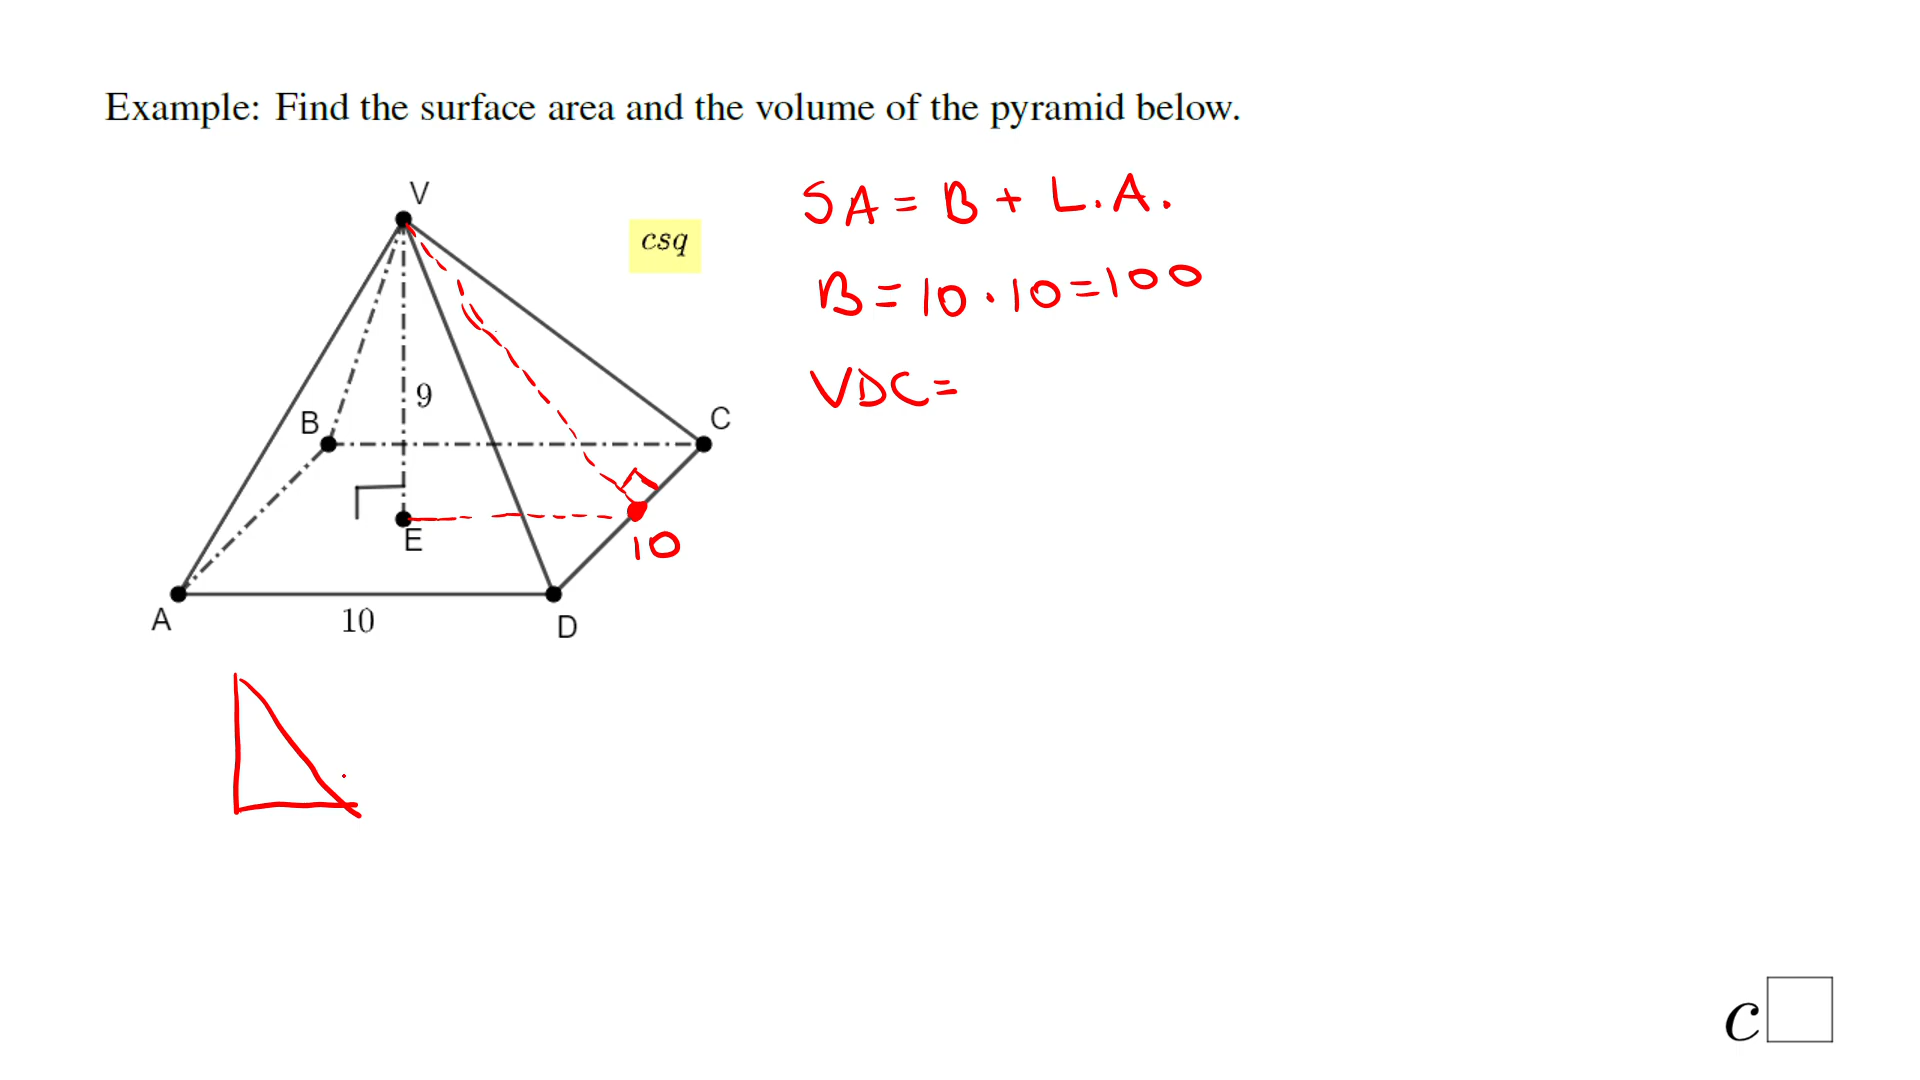 Example: Find the surface area and the volume of the pyramid below.
V
csq
SA = B + L.A.
B = 10 · 10 = 100
VDC =
9
B
C
E
10
A
10
D
c